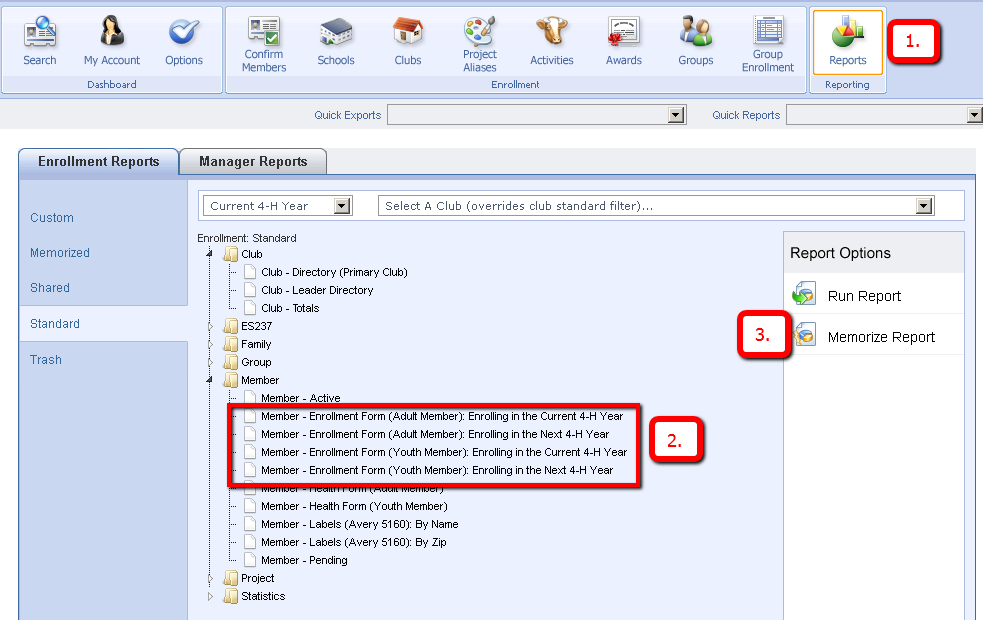 Search
My Account
Options
Confirm Members
Schools
Clubs
Project Aliases
Activities
Awards
Groups
Group Enrollment
Reports
1.
Dashboard
Enrollment
Reporting
Quick Exports
Quick Reports
Enrollment Reports
Manager Reports
Custom
Memorized
Shared
Standard
Trash
Current 4-H Year
Select A Club (overrides club standard filter)...
Enrollment: Standard
Club
Club - Directory (Primary Club)
Club - Leader Directory
Club - Totals
ES237
Family
Group
Member
Member - Active
Member - Enrollment Form (Adult Member): Enrolling in the Current 4-H Year
Member - Enrollment Form (Adult Member): Enrolling in the Next 4-H Year
Member - Enrollment Form (Youth Member): Enrolling in the Current 4-H Year
Member - Enrollment Form (Youth Member): Enrolling in the Next 4-H Year
2.
Member - Health Form (Adult Member)
Member - Health Form (Youth Member)
Member - Labels (Avery 5160): By Name
Member - Labels (Avery 5160): By Zip
Member - Pending
Project
Statistics
Report Options
Run Report
3.
Memorize Report